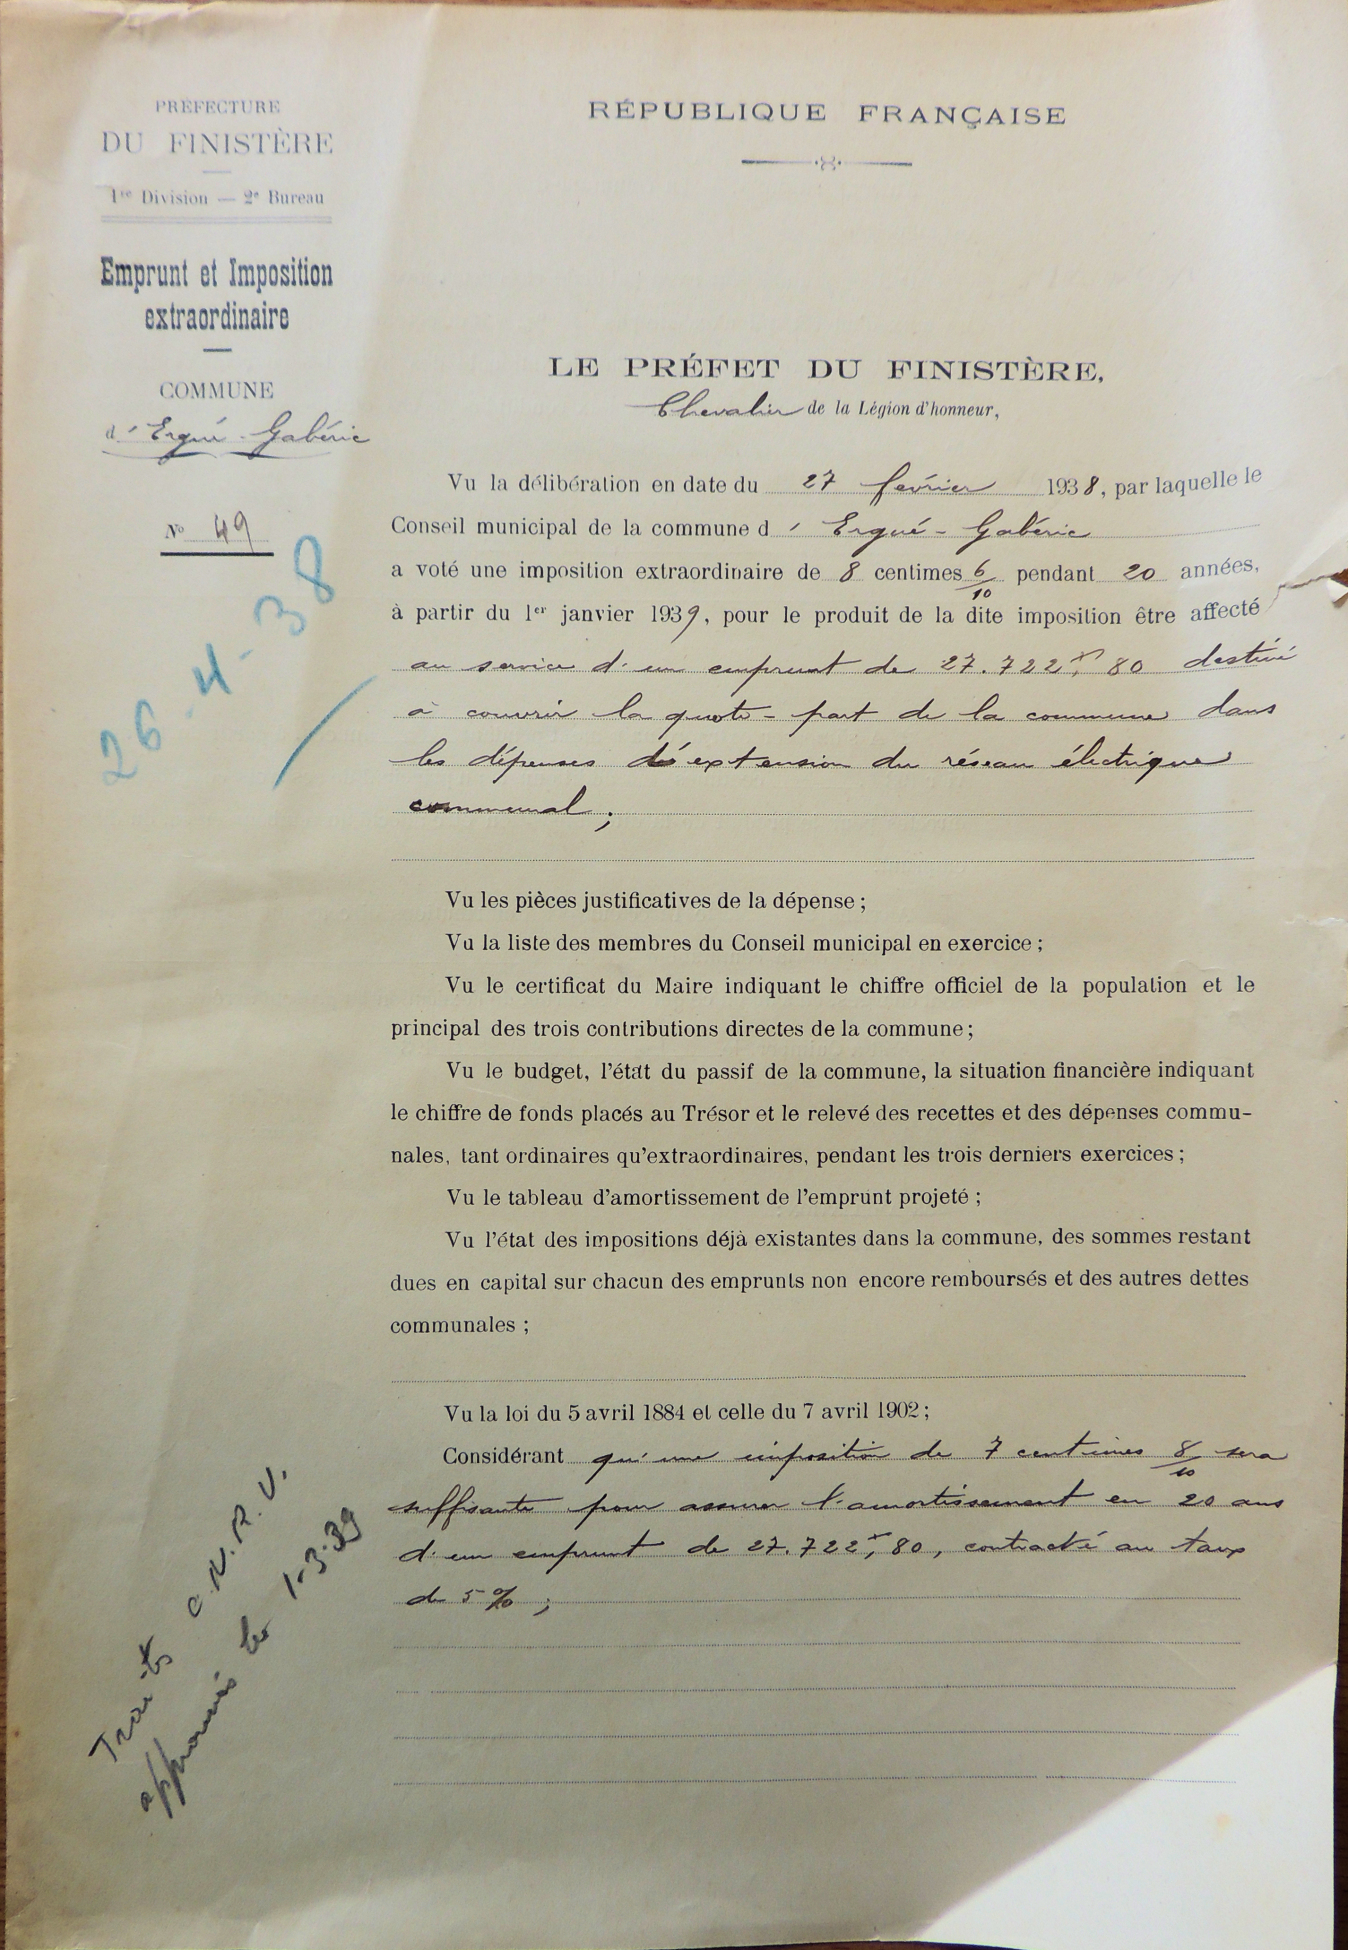 PRÉFECTURE
DU FINISTÈRE
1re Division — 2e Bureau
Emprunt et Imposition
extraordinaire
COMMUNE
d'Ergué-Gabéric
No 49
26-4-38
RÉPUBLIQUE FRANÇAISE
LE PRÉFET DU FINISTÈRE,
Chevalier de la Légion d'honneur,
Vu la délibération en date du 27 février 1938, par laquelle le
Conseil municipal de la commune d'Ergué-Gabéric
a voté une imposition extraordinaire de 8 centimes 6/10 pendant 20 années,
à partir du 1er janvier 1939, pour le produit de la dite imposition être affecté
au service d'un emprunt de 27.722 f, 80 destiné
à couvrir la quote-part de la commune dans
les dépenses d'extension du réseau électrique
communal ;
Vu les pièces justificatives de la dépense ;
Vu la liste des membres du Conseil municipal en exercice ;
Vu le certificat du Maire indiquant le chiffre officiel de la population et le
principal des trois contributions directes de la commune ;
Vu le budget, l'état du passif de la commune, la situation financière indiquant
le chiffre de fonds placés au Trésor et le relevé des recettes et des dépenses commu-
nales, tant ordinaires qu'extraordinaires, pendant les trois derniers exercices ;
Vu le tableau d'amortissement de l'emprunt projeté ;
Vu l'état des impositions déjà existantes dans la commune, des sommes restant
dues en capital sur chacun des emprunts non encore remboursés et des autres dettes
communales ;
Vu la loi du 5 avril 1884 et celle du 7 avril 1902 ;
Considérant qu'une imposition de 7 centimes 8/10 sera
suffisante pour assurer l'amortissement en 20 ans
d'un emprunt de 27.722 f, 80, contracté au taux
de 5 % ;
Traités C.N.R.V.
approuvés le 1-3-39